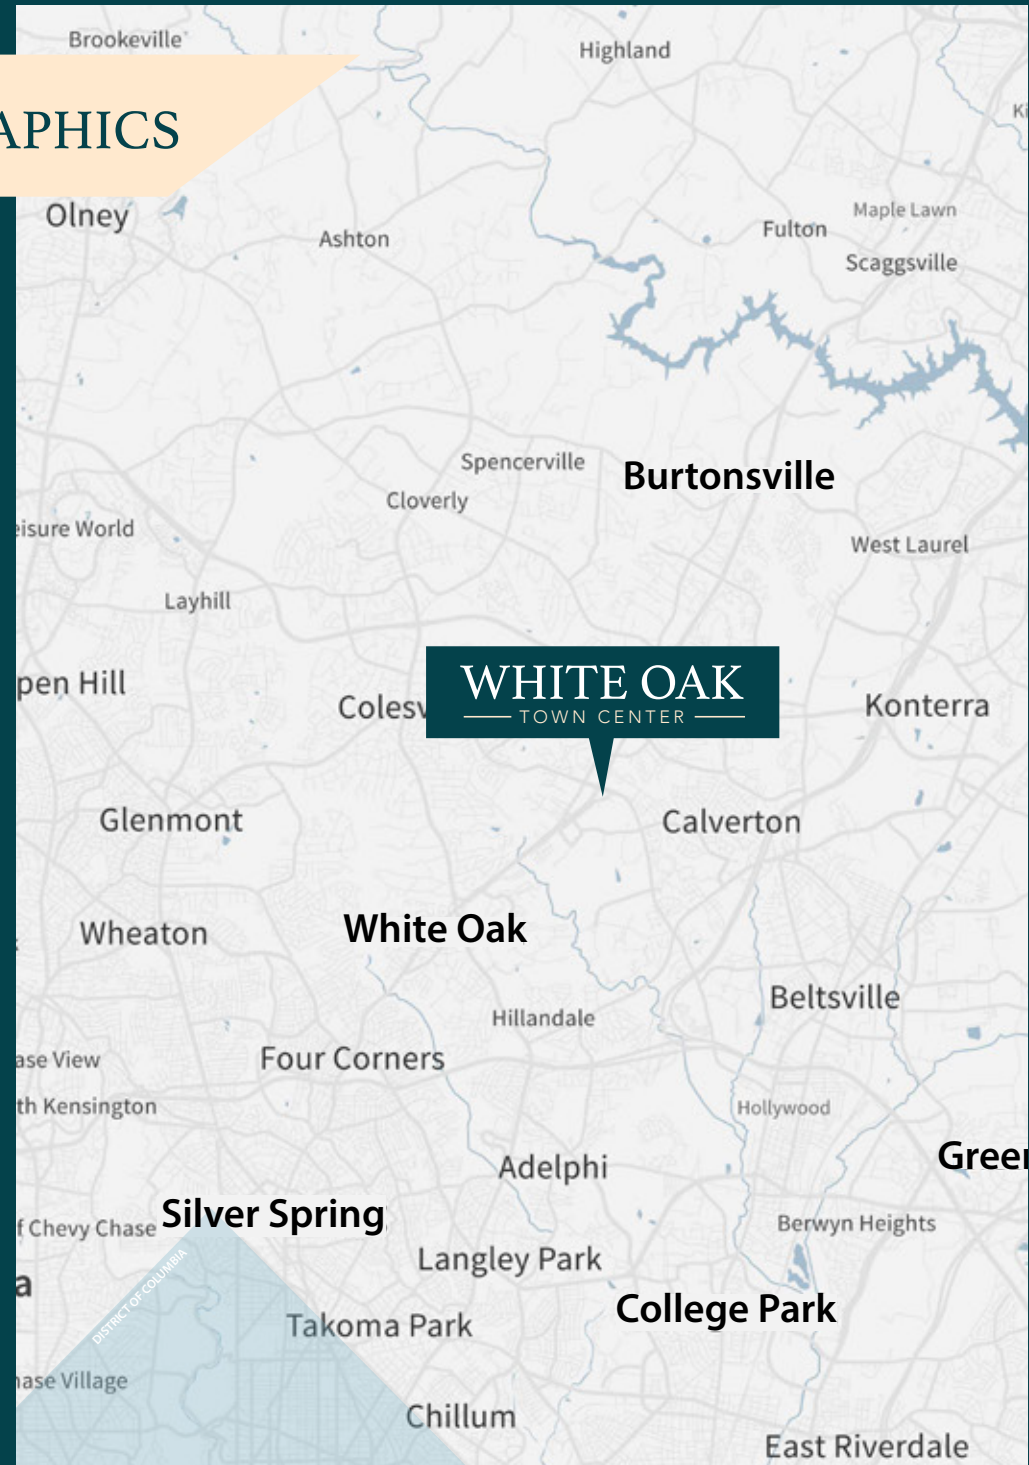 Brookeville
Highland
APHICS
Olney
Ashton
Maple Lawn
Fulton
Scaggsville
Spencerville
Burtonsville
Cloverly
eisure World
West Laurel
Layhill
pen Hill
WHITE OAK
TOWN CENTER
Colesv
Konterra
Glenmont
Calverton
Wheaton
White Oak
Beltsville
Hillandale
ase View
Four Corners
th Kensington
Hollywood
Green
Adelphi
Silver Spring
f Chevy Chase
Berwyn Heights
Langley Park
a
DISTRICT OF COLUMBIA
College Park
Takoma Park
hase Village
Chillum
East Riverdale